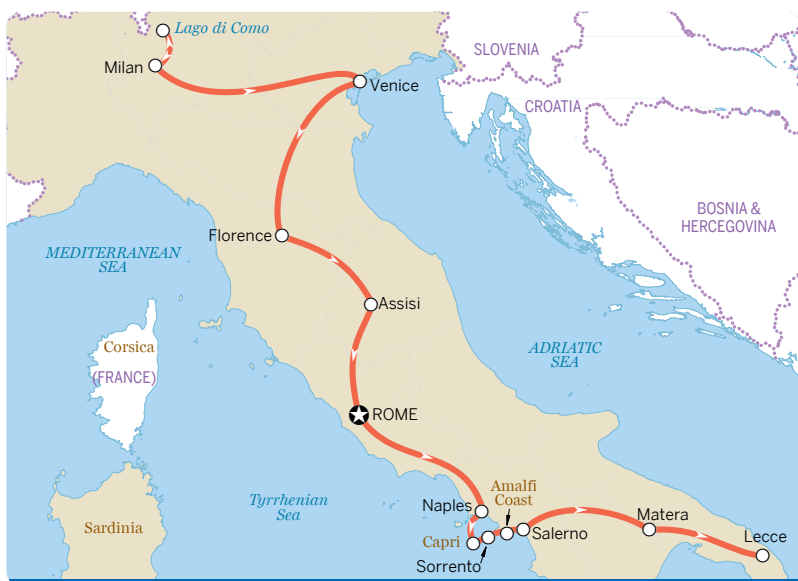 Lago di Como
SLOVENIA
Milan
Venice
CROATIA
BOSNIA &
HERCEGOVINA
Florence
MEDITERRANEAN
SEA
Assisi
Corsica
(FRANCE)
ADRIATIC
SEA
ROME
Amalfi
Coast
Tyrrhenian
Sea
Naples
Matera
Sardinia
Capri
Salerno
Lecce
Sorrento